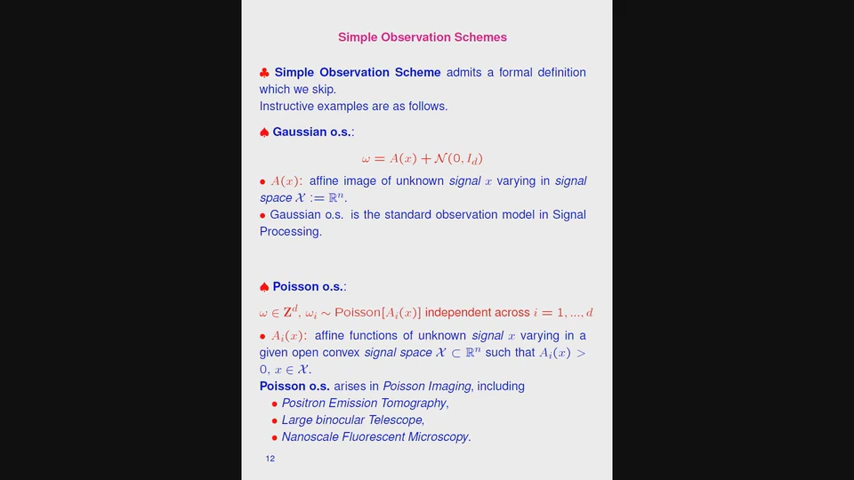 Simple Observation Schemes
♣ Simple Observation Scheme admits a formal definition
which we skip.
Instructive examples are as follows.
♠ Gaussian o.s.:
ω = A(x) + 𝒩(0, I_d)
• A(x): affine image of unknown signal x varying in signal
space 𝒳 := ℝⁿ.
• Gaussian o.s. is the standard observation model in Signal
Processing.
♠ Poisson o.s.:
ω ∈ Z^d, ω_i ∼ Poisson[A_i(x)] independent across i = 1, ..., d
• A_i(x): affine functions of unknown signal x varying in a
given open convex signal space 𝒳 ⊂ ℝⁿ such that A_i(x) >
0, x ∈ 𝒳.
Poisson o.s. arises in Poisson Imaging, including
• Positron Emission Tomography,
• Large binocular Telescope,
• Nanoscale Fluorescent Microscopy.
12